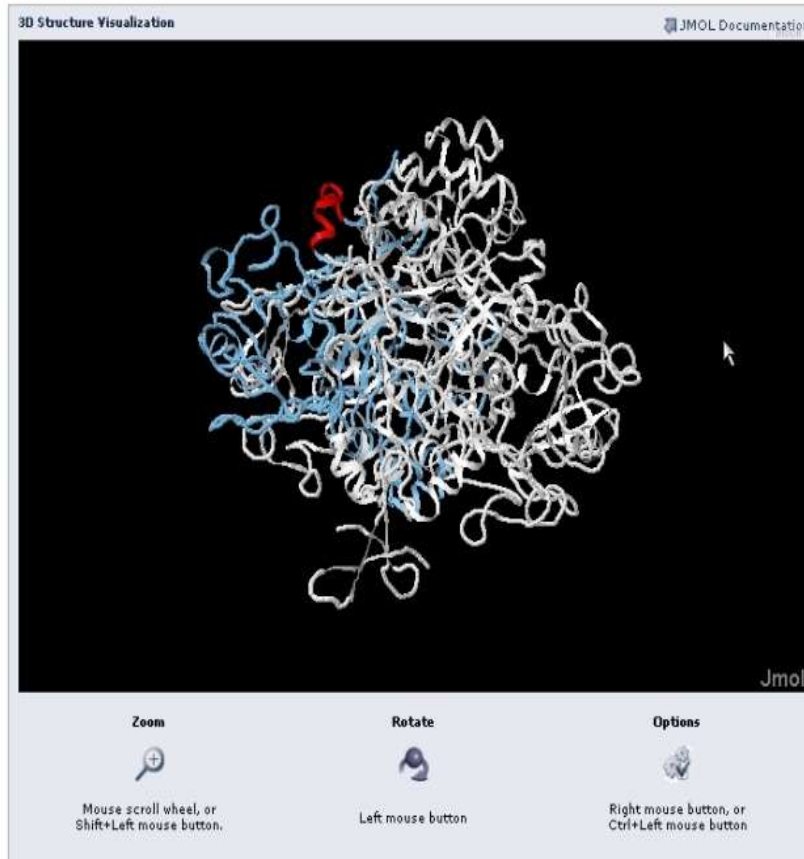 3D Structure Visualization
JMOL Documentatio
Jmol
Zoom
Rotate
Options
Mouse scroll wheel, or
Shift+Left mouse button.
Left mouse button
Right mouse button, or
Ctrl+Left mouse button